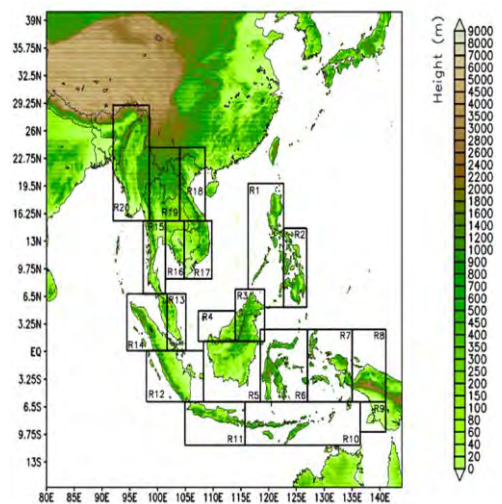 39N
35.75N
32.5N
29.25N
26N
22.75N
19.5N
16.25N
13N
9.75N
6.5N
3.25N
EQ
3.25S
6.5S
9.75S
13S
80E 85E 90E 95E 100E 105E 110E 115E 120E 125E 130E 135E 140E
R1
R2
R3
R4
R5
R6
R7
R8
R9
R10
R11
R12
R13
R14
R15
R16
R17
R18
R19
R20
Height (m)
9000
8000
7000
6000
5000
4500
4000
3500
3000
2800
2600
2400
2200
2000
1800
1600
1400
1200
1000
900
800
700
600
500
450
400
350
300
250
200
150
100
80
60
40
20
0